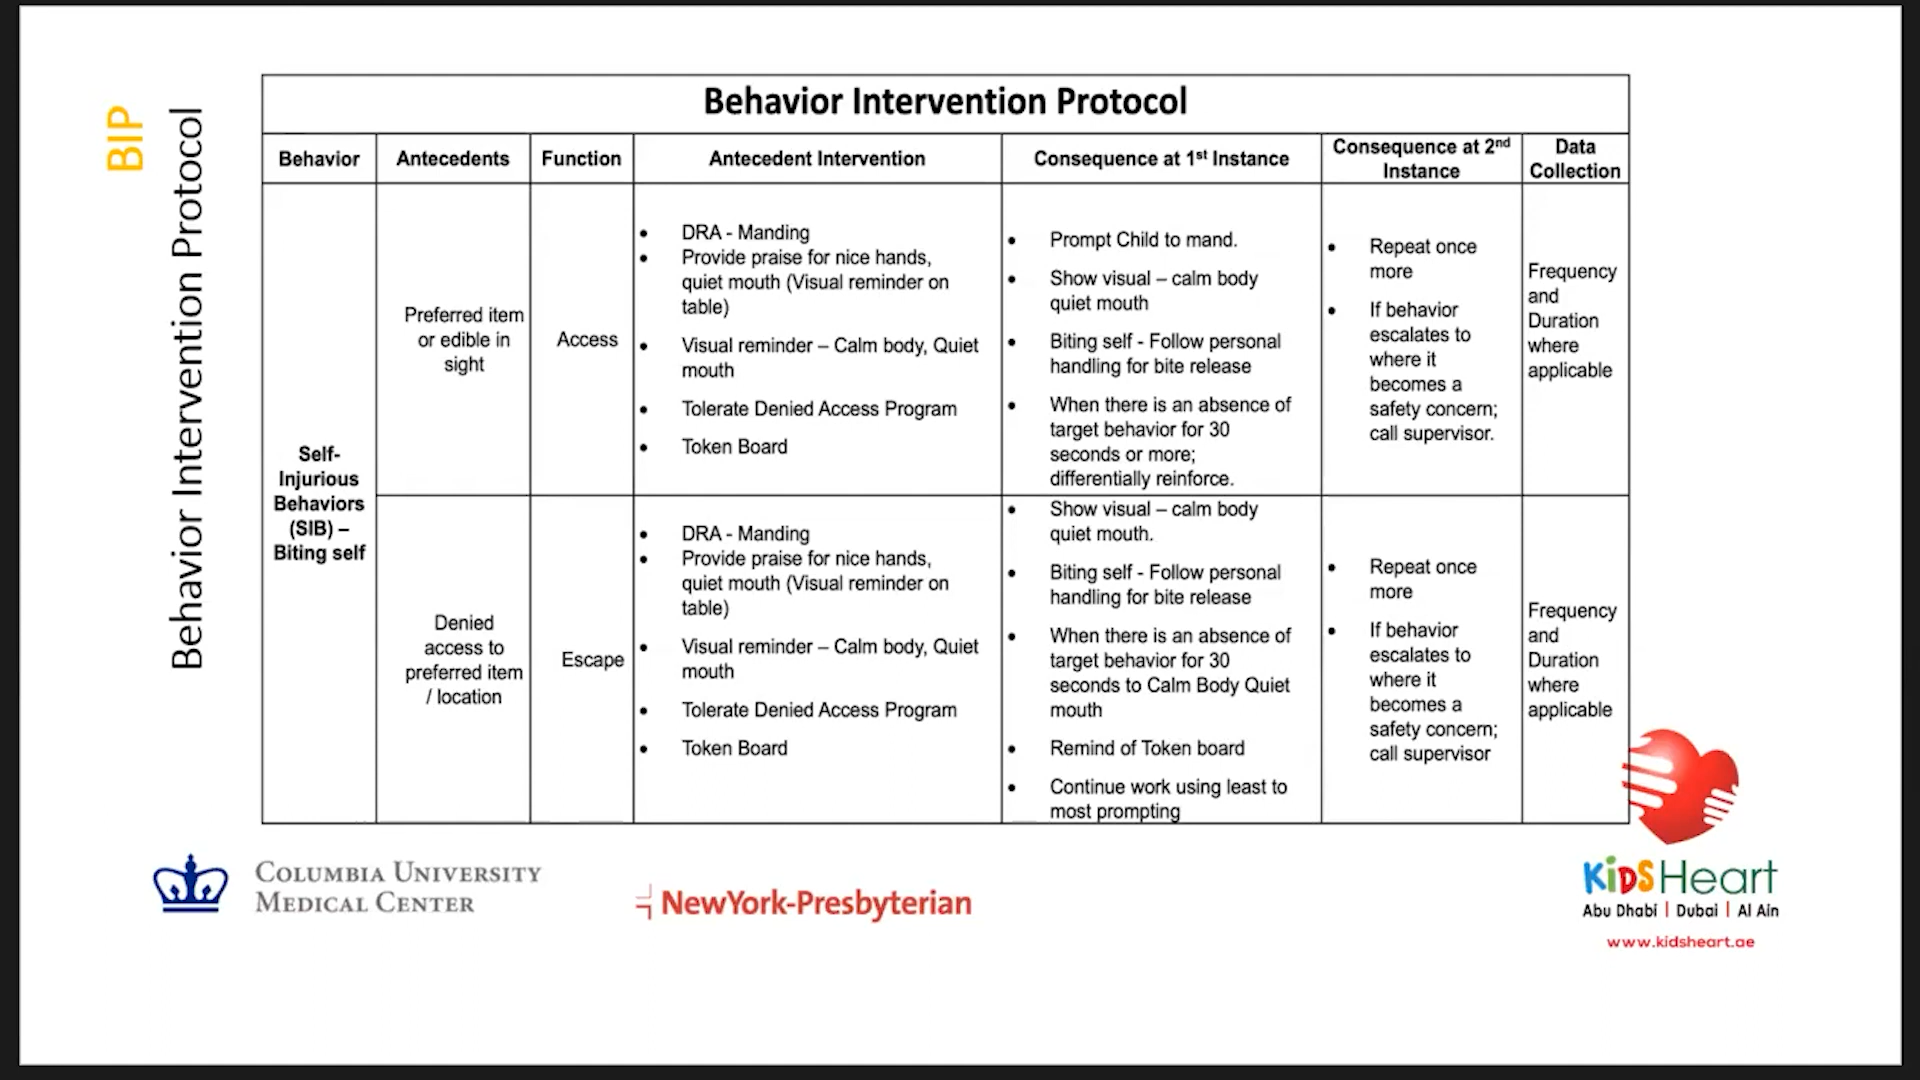 BIP
Behavior Intervention Protocol
Behavior Intervention Protocol
Behavior
Antecedents
Function
Antecedent Intervention
Consequence at 1st Instance
Consequence at 2nd
Instance
Data
Collection
Self-
Injurious
Behaviors
(SIB) –
Biting self
Preferred item
or edible in
sight
Access
• DRA - Manding
• Provide praise for nice hands,
quiet mouth (Visual reminder on
table)
• Visual reminder – Calm body, Quiet
mouth
• Tolerate Denied Access Program
• Token Board
• Prompt Child to mand.
• Show visual – calm body
quiet mouth
• Biting self - Follow personal
handling for bite release
• When there is an absence of
target behavior for 30
seconds or more;
differentially reinforce.
• Repeat once
more
• If behavior
escalates to
where it
becomes a
safety concern;
call supervisor.
Frequency
and
Duration
where
applicable
Denied
access to
preferred item
/ location
Escape
• DRA - Manding
• Provide praise for nice hands,
quiet mouth (Visual reminder on
table)
• Visual reminder – Calm body, Quiet
mouth
• Tolerate Denied Access Program
• Token Board
• Show visual – calm body
quiet mouth.
• Biting self - Follow personal
handling for bite release
• When there is an absence of
target behavior for 30
seconds to Calm Body Quiet
mouth
• Remind of Token board
• Continue work using least to
most prompting
• Repeat once
more
• If behavior
escalates to
where it
becomes a
safety concern;
call supervisor
Frequency
and
Duration
where
applicable
COLUMBIA UNIVERSITY
MEDICAL CENTER
NewYork-Presbyterian
KiDS Heart
Abu Dhabi | Dubai | Al Ain
www.kidsheart.ae